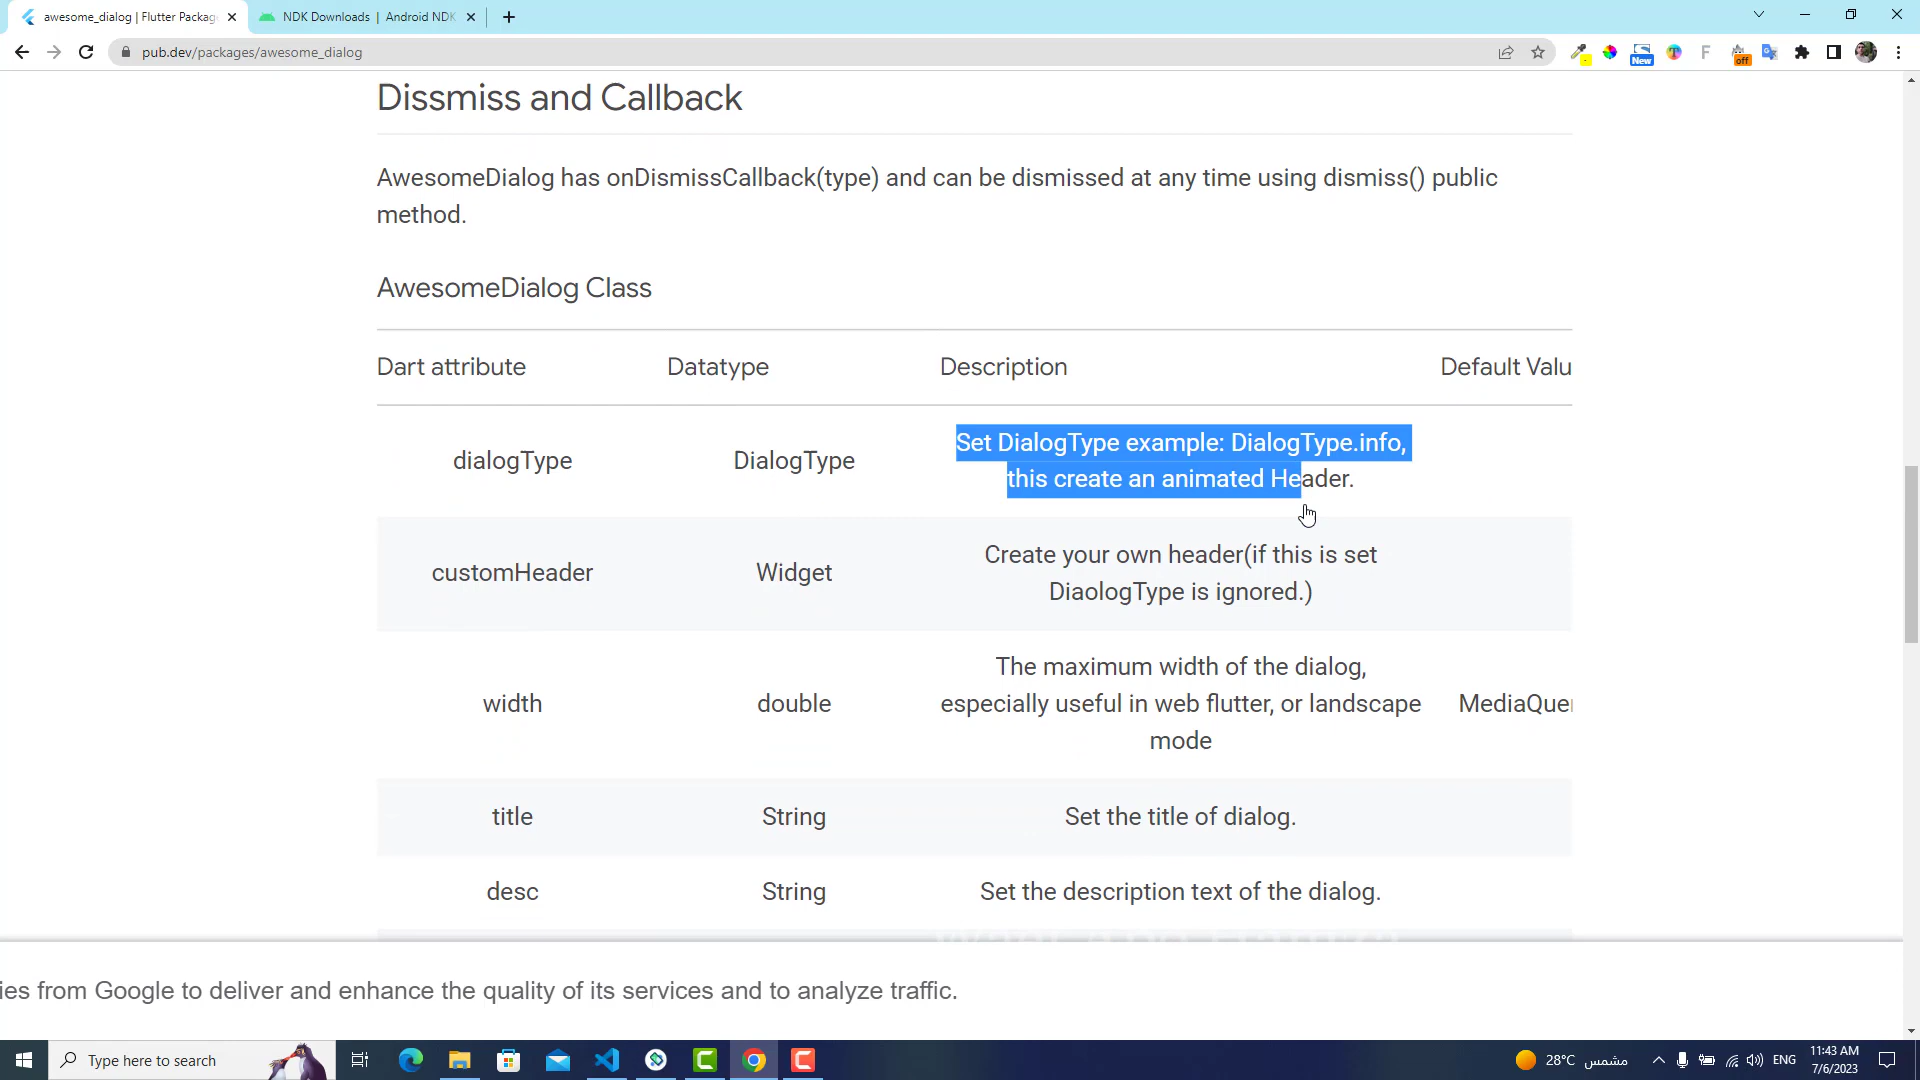 awesome_dialog | Flutter Packag
NDK Downloads | Android NDK
pub.dev/packages/awesome_dialog
New
off
Dissmiss and Callback
AwesomeDialog has onDismissCallback(type) and can be dismissed at any time using dismiss() public
method.
AwesomeDialog Class
Dart attribute Datatype Description Default Valu
dialogType DialogType Set DialogType example: DialogType.info,
this create an animated Header.
customHeader Widget Create your own header(if this is set
DiaologType is ignored.)
The maximum width of the dialog,
width double especially useful in web flutter, or landscape MediaQuer
mode
title String Set the title of dialog.
desc String Set the description text of the dialog.
ies from Google to deliver and enhance the quality of its services and to analyze traffic.
Type here to search
28°C مشمس
ENG
11:43 AM
7/6/2023